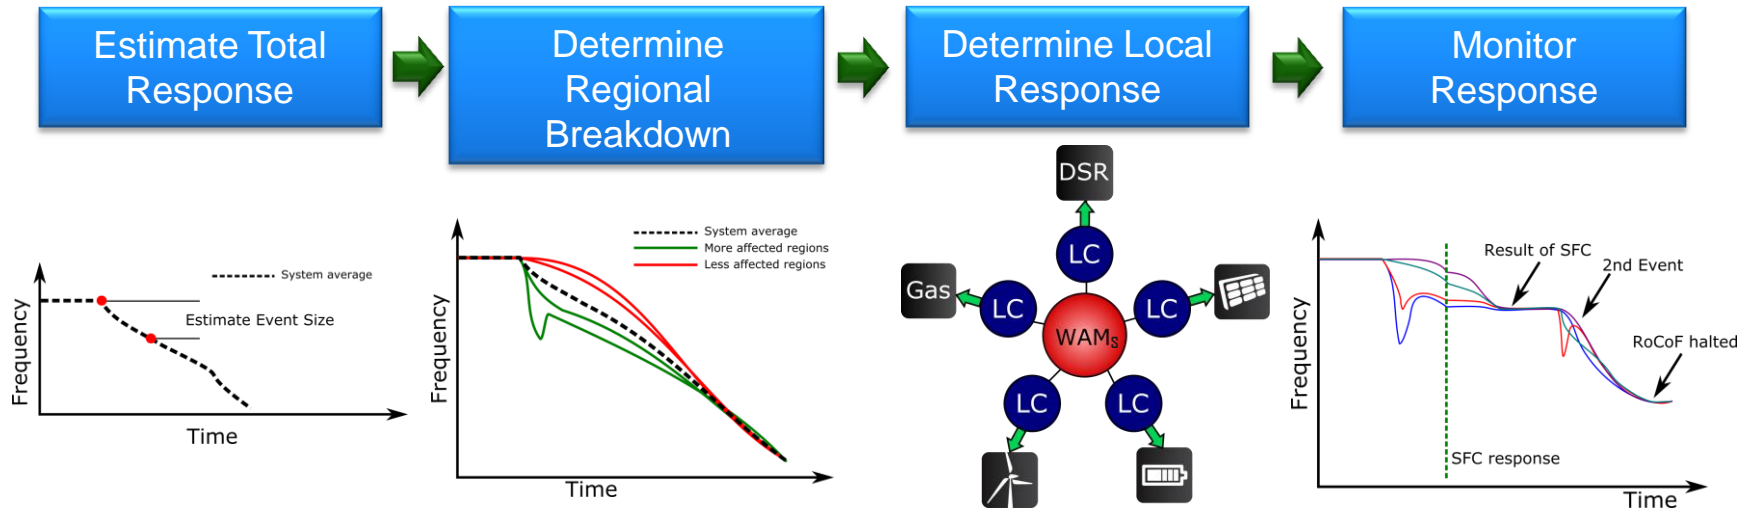 Estimate Total
Response
Determine
Regional
Breakdown
Determine Local
Response
Monitor
Response
System average
Estimate Event Size
Frequency
Time
System average
More affected regions
Less affected regions
Frequency
Time
DSR
LC
Gas
LC
LC
WAMs
LC
LC
Result of SFC
2nd Event
RoCoF halted
SFC response
Frequency
Time